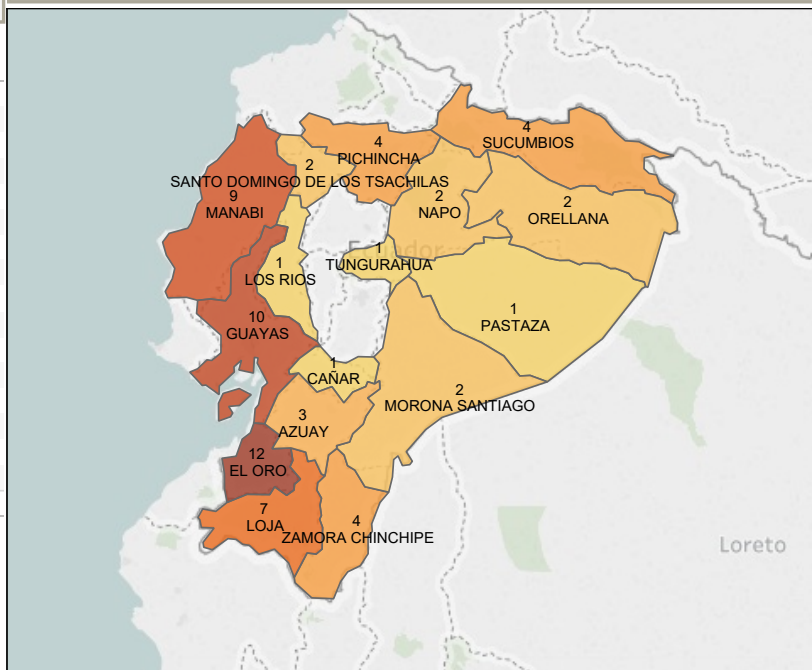 4
SUCUMBIOS
4
PICHINCHA
2
SANTO DOMINGO DE LOS TSACHILAS
9
MANABI
2
NAPO
2
ORELLANA
Ecuador
1
TUNGURAHUA
1
LOS RIOS
1
PASTAZA
10
GUAYAS
1
CAÑAR
2
MORONA SANTIAGO
3
AZUAY
12
EL ORO
7
LOJA
4
ZAMORA CHINCHIPE
Loreto